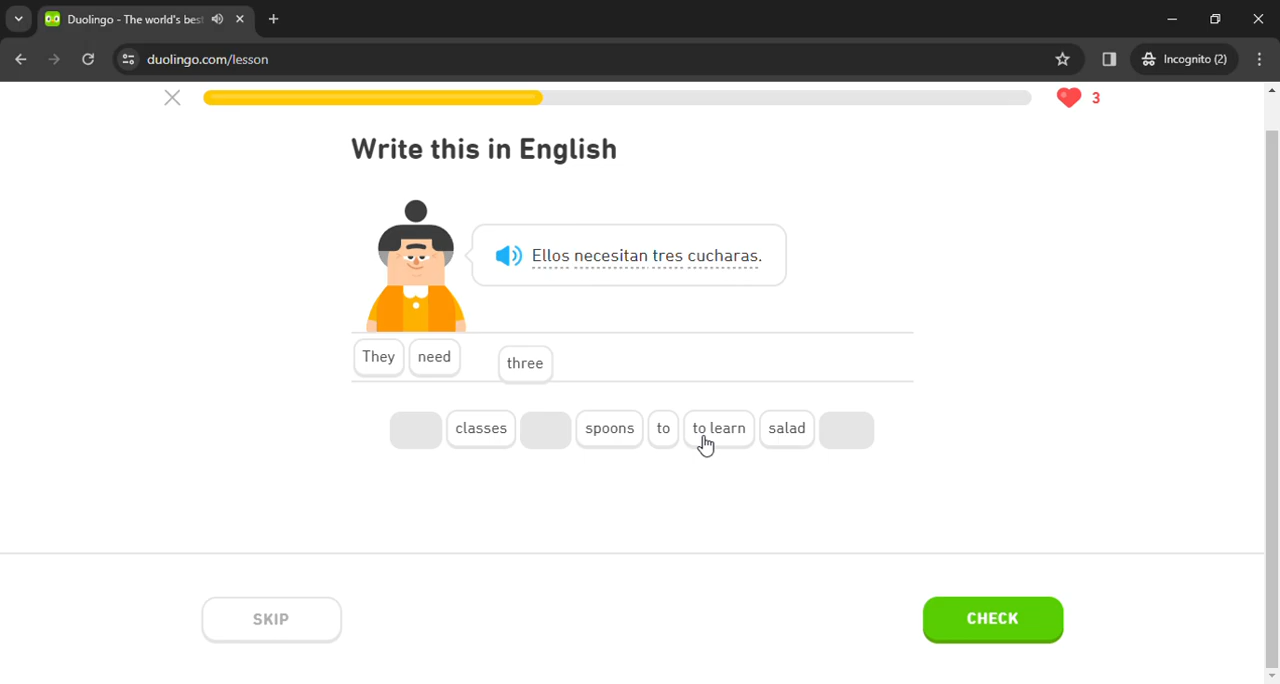 Duolingo - The world's bes
duolingo.com/lesson
Incognito (2)
3
Write this in English
Ellos necesitan tres cucharas.
They need three
classes spoons to to learn salad
SKIP CHECK